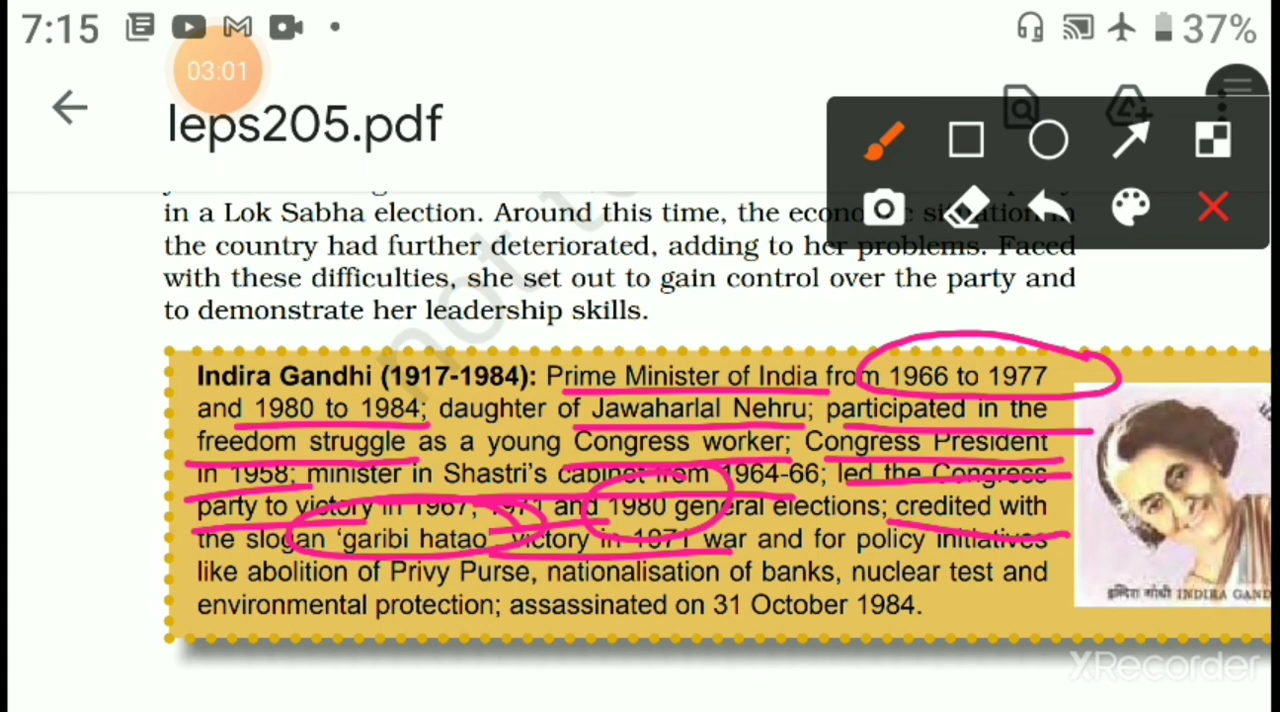 7:15
37%
03:01
leps205.pdf
in a Lok Sabha election. Around this time, the economic situation in
the country had further deteriorated, adding to her problems. Faced
with these difficulties, she set out to gain control over the party and
to demonstrate her leadership skills.
not t
Indira Gandhi (1917-1984): Prime Minister of India from 1966 to 1977
and 1980 to 1984; daughter of Jawaharlal Nehru; participated in the
freedom struggle as a young Congress worker; Congress President
in 1958; minister in Shastri's cabinet from 1964-66; led the Congress
party to victory in 1967, 1971 and 1980 general elections; credited with
the slogan 'garibi hatao', victory in 1971 war and for policy initiatives
like abolition of Privy Purse, nationalisation of banks, nuclear test and
environmental protection; assassinated on 31 October 1984.
इन्दिरा गांधी INDIRA GAND
XRecorder